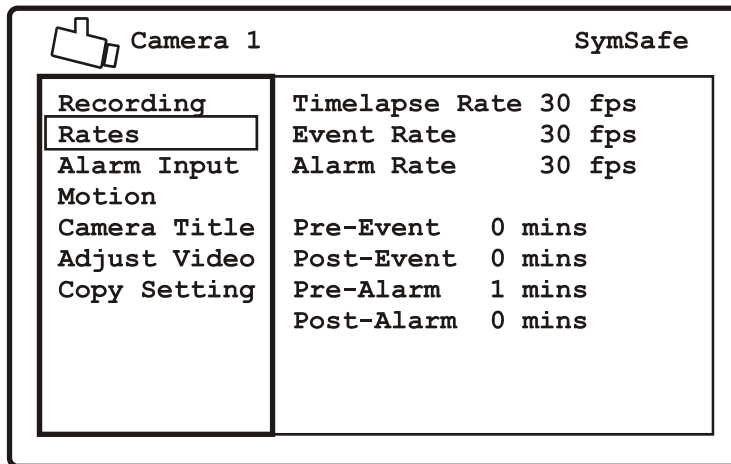 Camera 1 SymSafe
Recording
Rates
Alarm Input
Motion
Camera Title
Adjust Video
Copy Setting
Timelapse Rate 30 fps
Event Rate 30 fps
Alarm Rate 30 fps
Pre-Event 0 mins
Post-Event 0 mins
Pre-Alarm 1 mins
Post-Alarm 0 mins